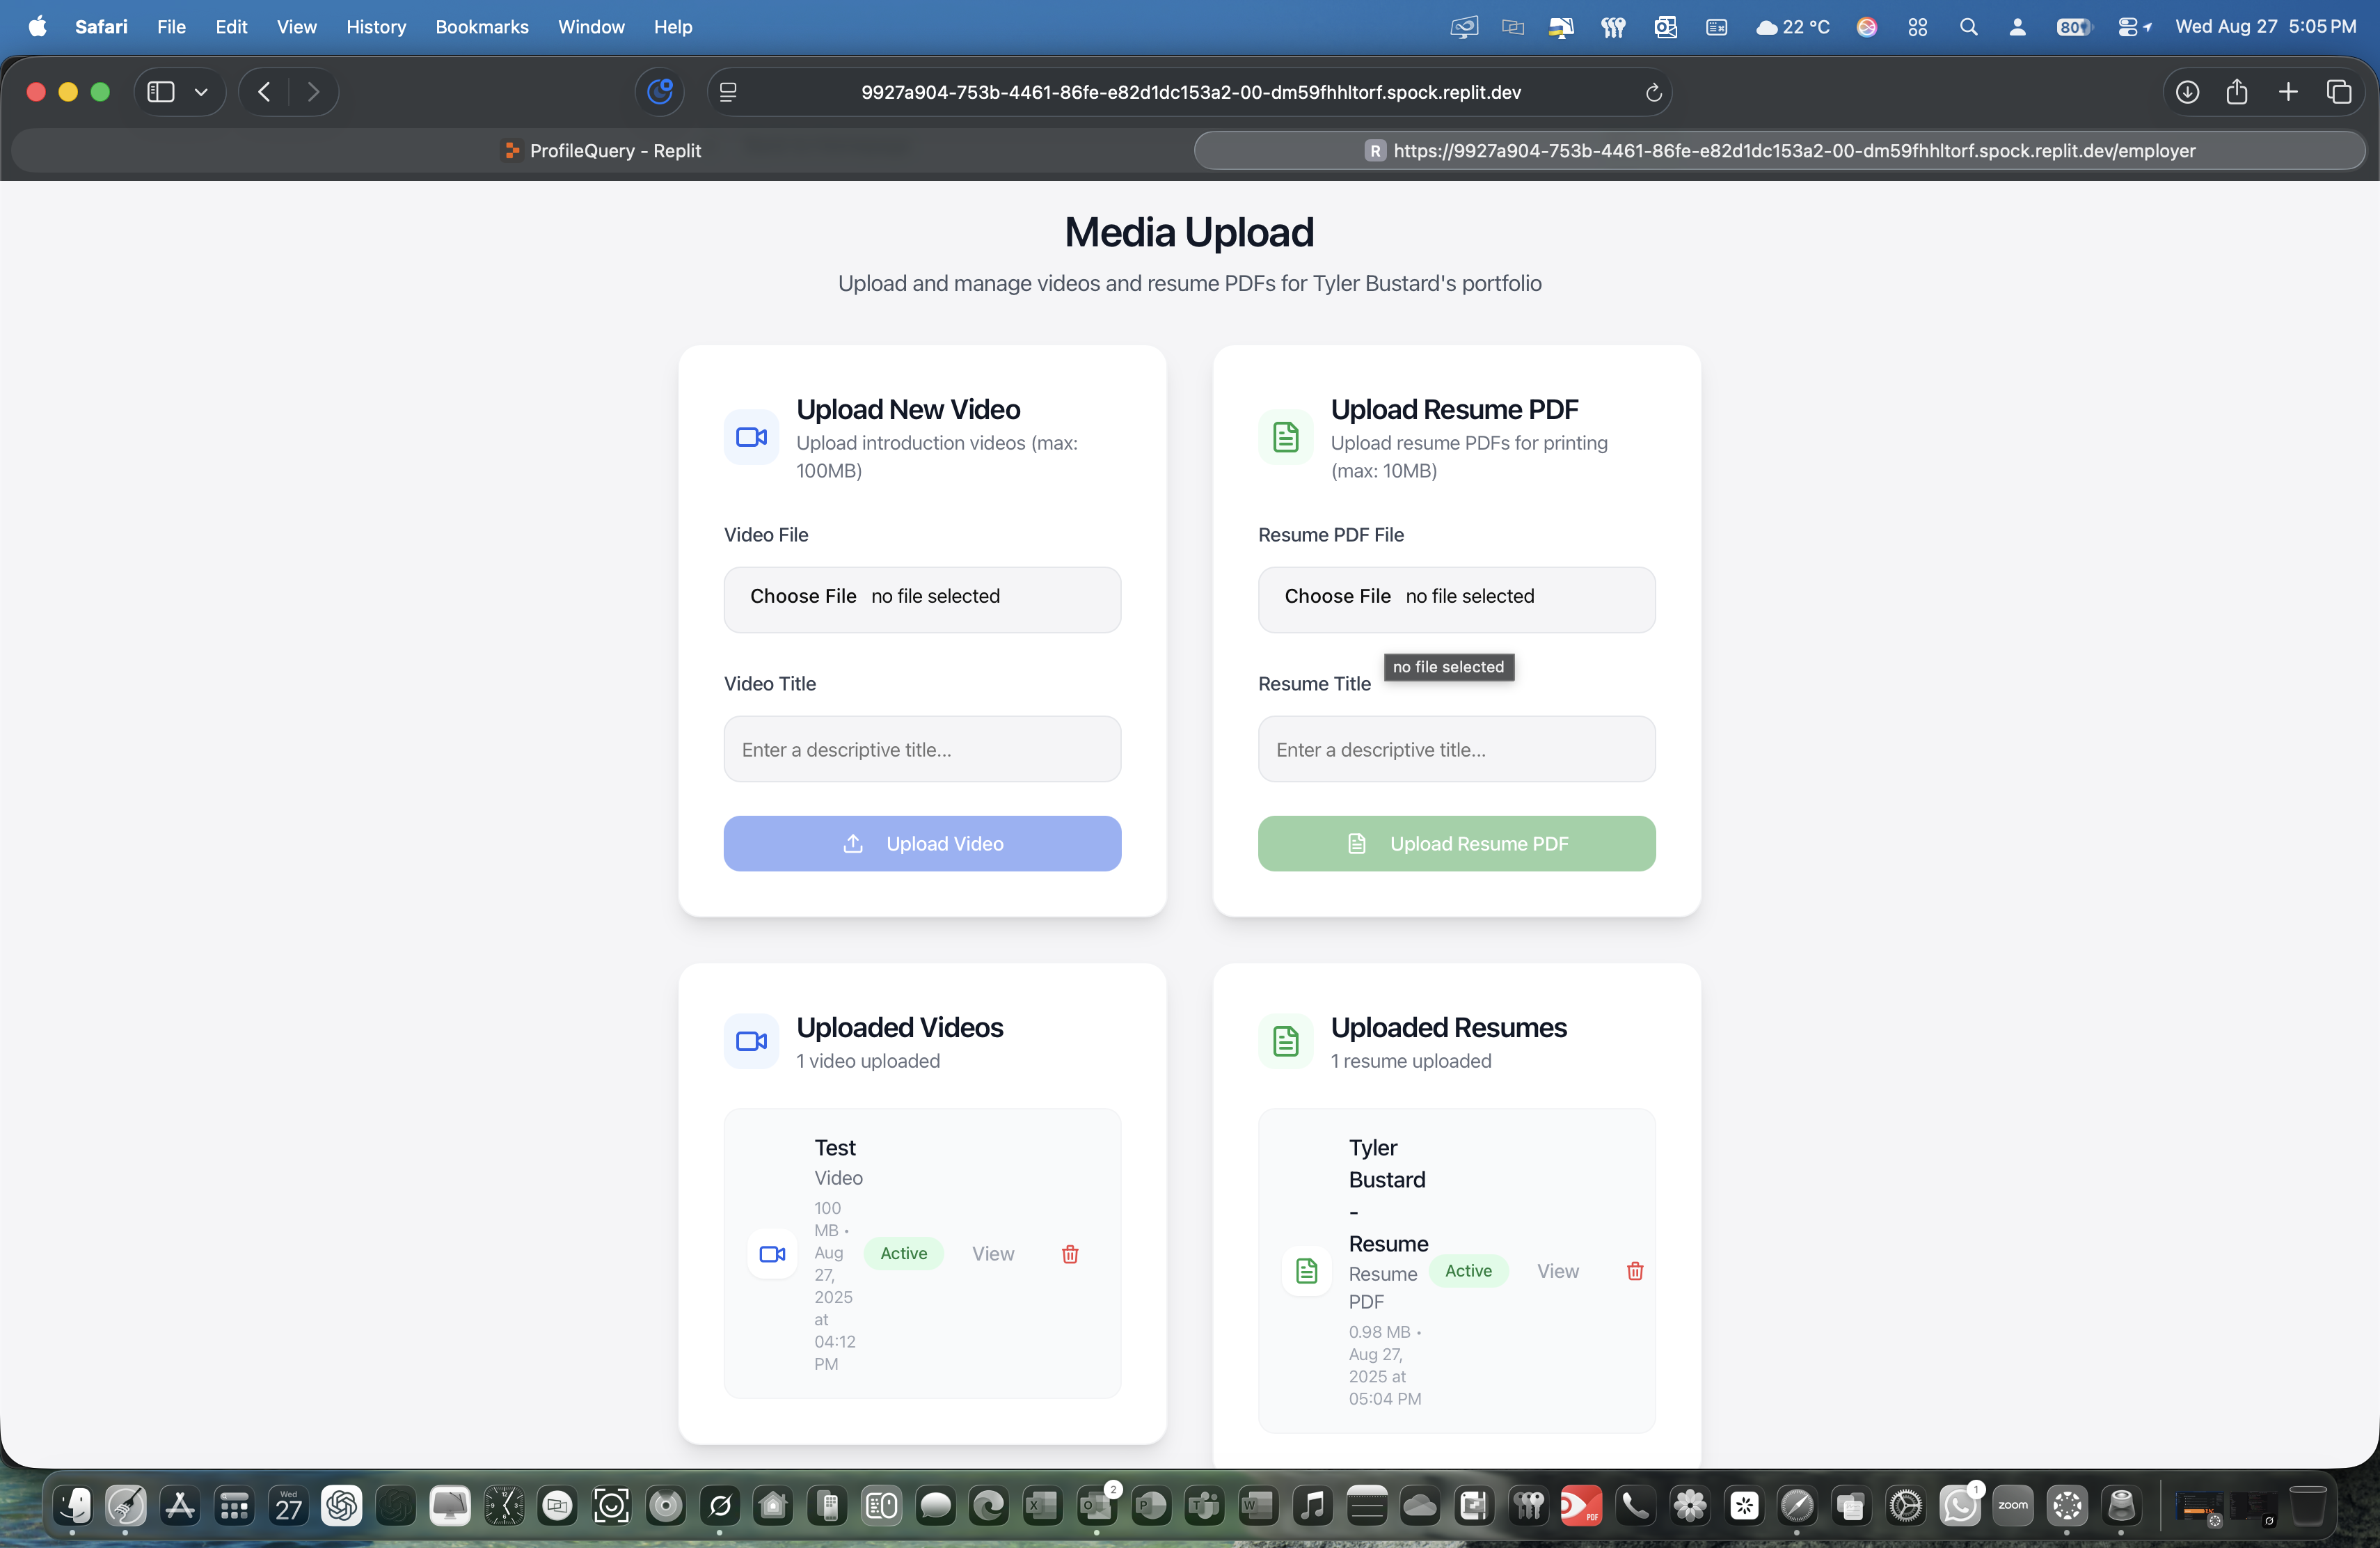 Safari File Edit View History Bookmarks Window Help 22 °C 80 Wed Aug 27 5:05 PM
9927a904-753b-4461-86fe-e82d1dc153a2-00-dm59fhhltorf.spock.replit.dev
ProfileQuery - Replit
R https://9927a904-753b-4461-86fe-e82d1dc153a2-00-dm59fhhltorf.spock.replit.dev/employer
Media Upload
Upload and manage videos and resume PDFs for Tyler Bustard's portfolio
Upload New Video
Upload introduction videos (max:
100MB)
Video File
Choose File no file selected
Video Title
Enter a descriptive title...
Upload Video
Upload Resume PDF
Upload resume PDFs for printing
(max: 10MB)
Resume PDF File
Choose File no file selected
no file selected
Resume Title
Enter a descriptive title...
Upload Resume PDF
Uploaded Videos
1 video uploaded
Test
Video
100
MB •
Aug
27,
2025
at
04:12
PM
Active
View
Uploaded Resumes
1 resume uploaded
Tyler
Bustard
-
Resume
Resume
PDF
0.98 MB •
Aug 27,
2025 at
05:04 PM
Active
View
Wed
27
X
O
2
P
T
W
PDF
1
zoom